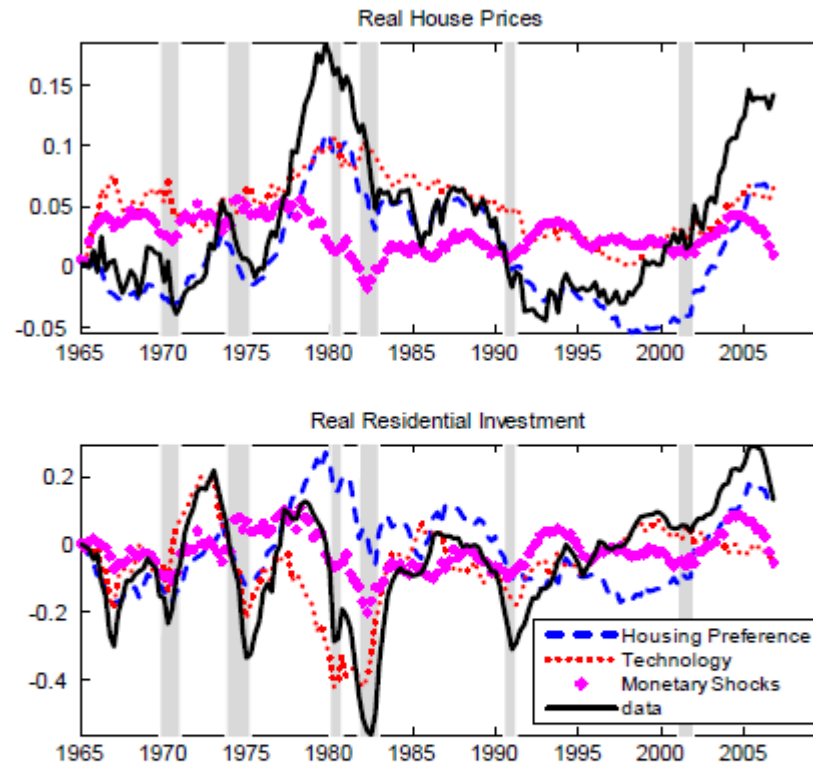 Real House Prices
0.15
0.1
0.05
0
-0.05
1965 1970 1975 1980 1985 1990 1995 2000 2005
Real Residential Investment
0.2
0
-0.2
-0.4
Housing Preference
Technology
Monetary Shocks
data
1965 1970 1975 1980 1985 1990 1995 2000 2005